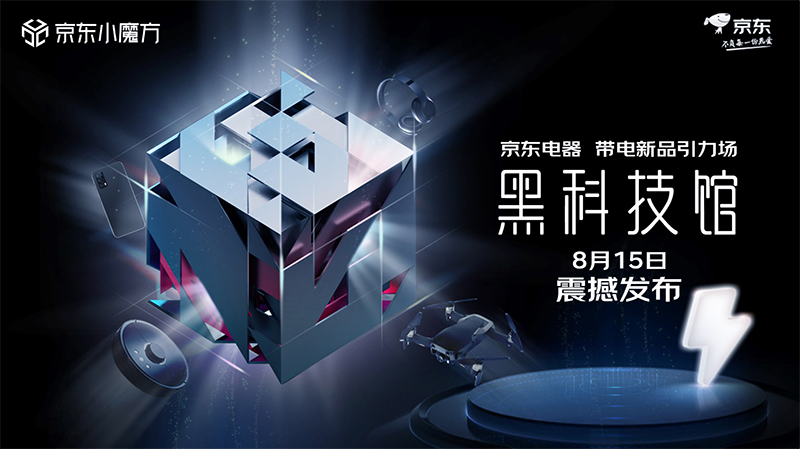 京东小魔方
京东
不负每一份热爱
京东电器 带电新品引力场
黑科技馆
8月15日
震撼发布